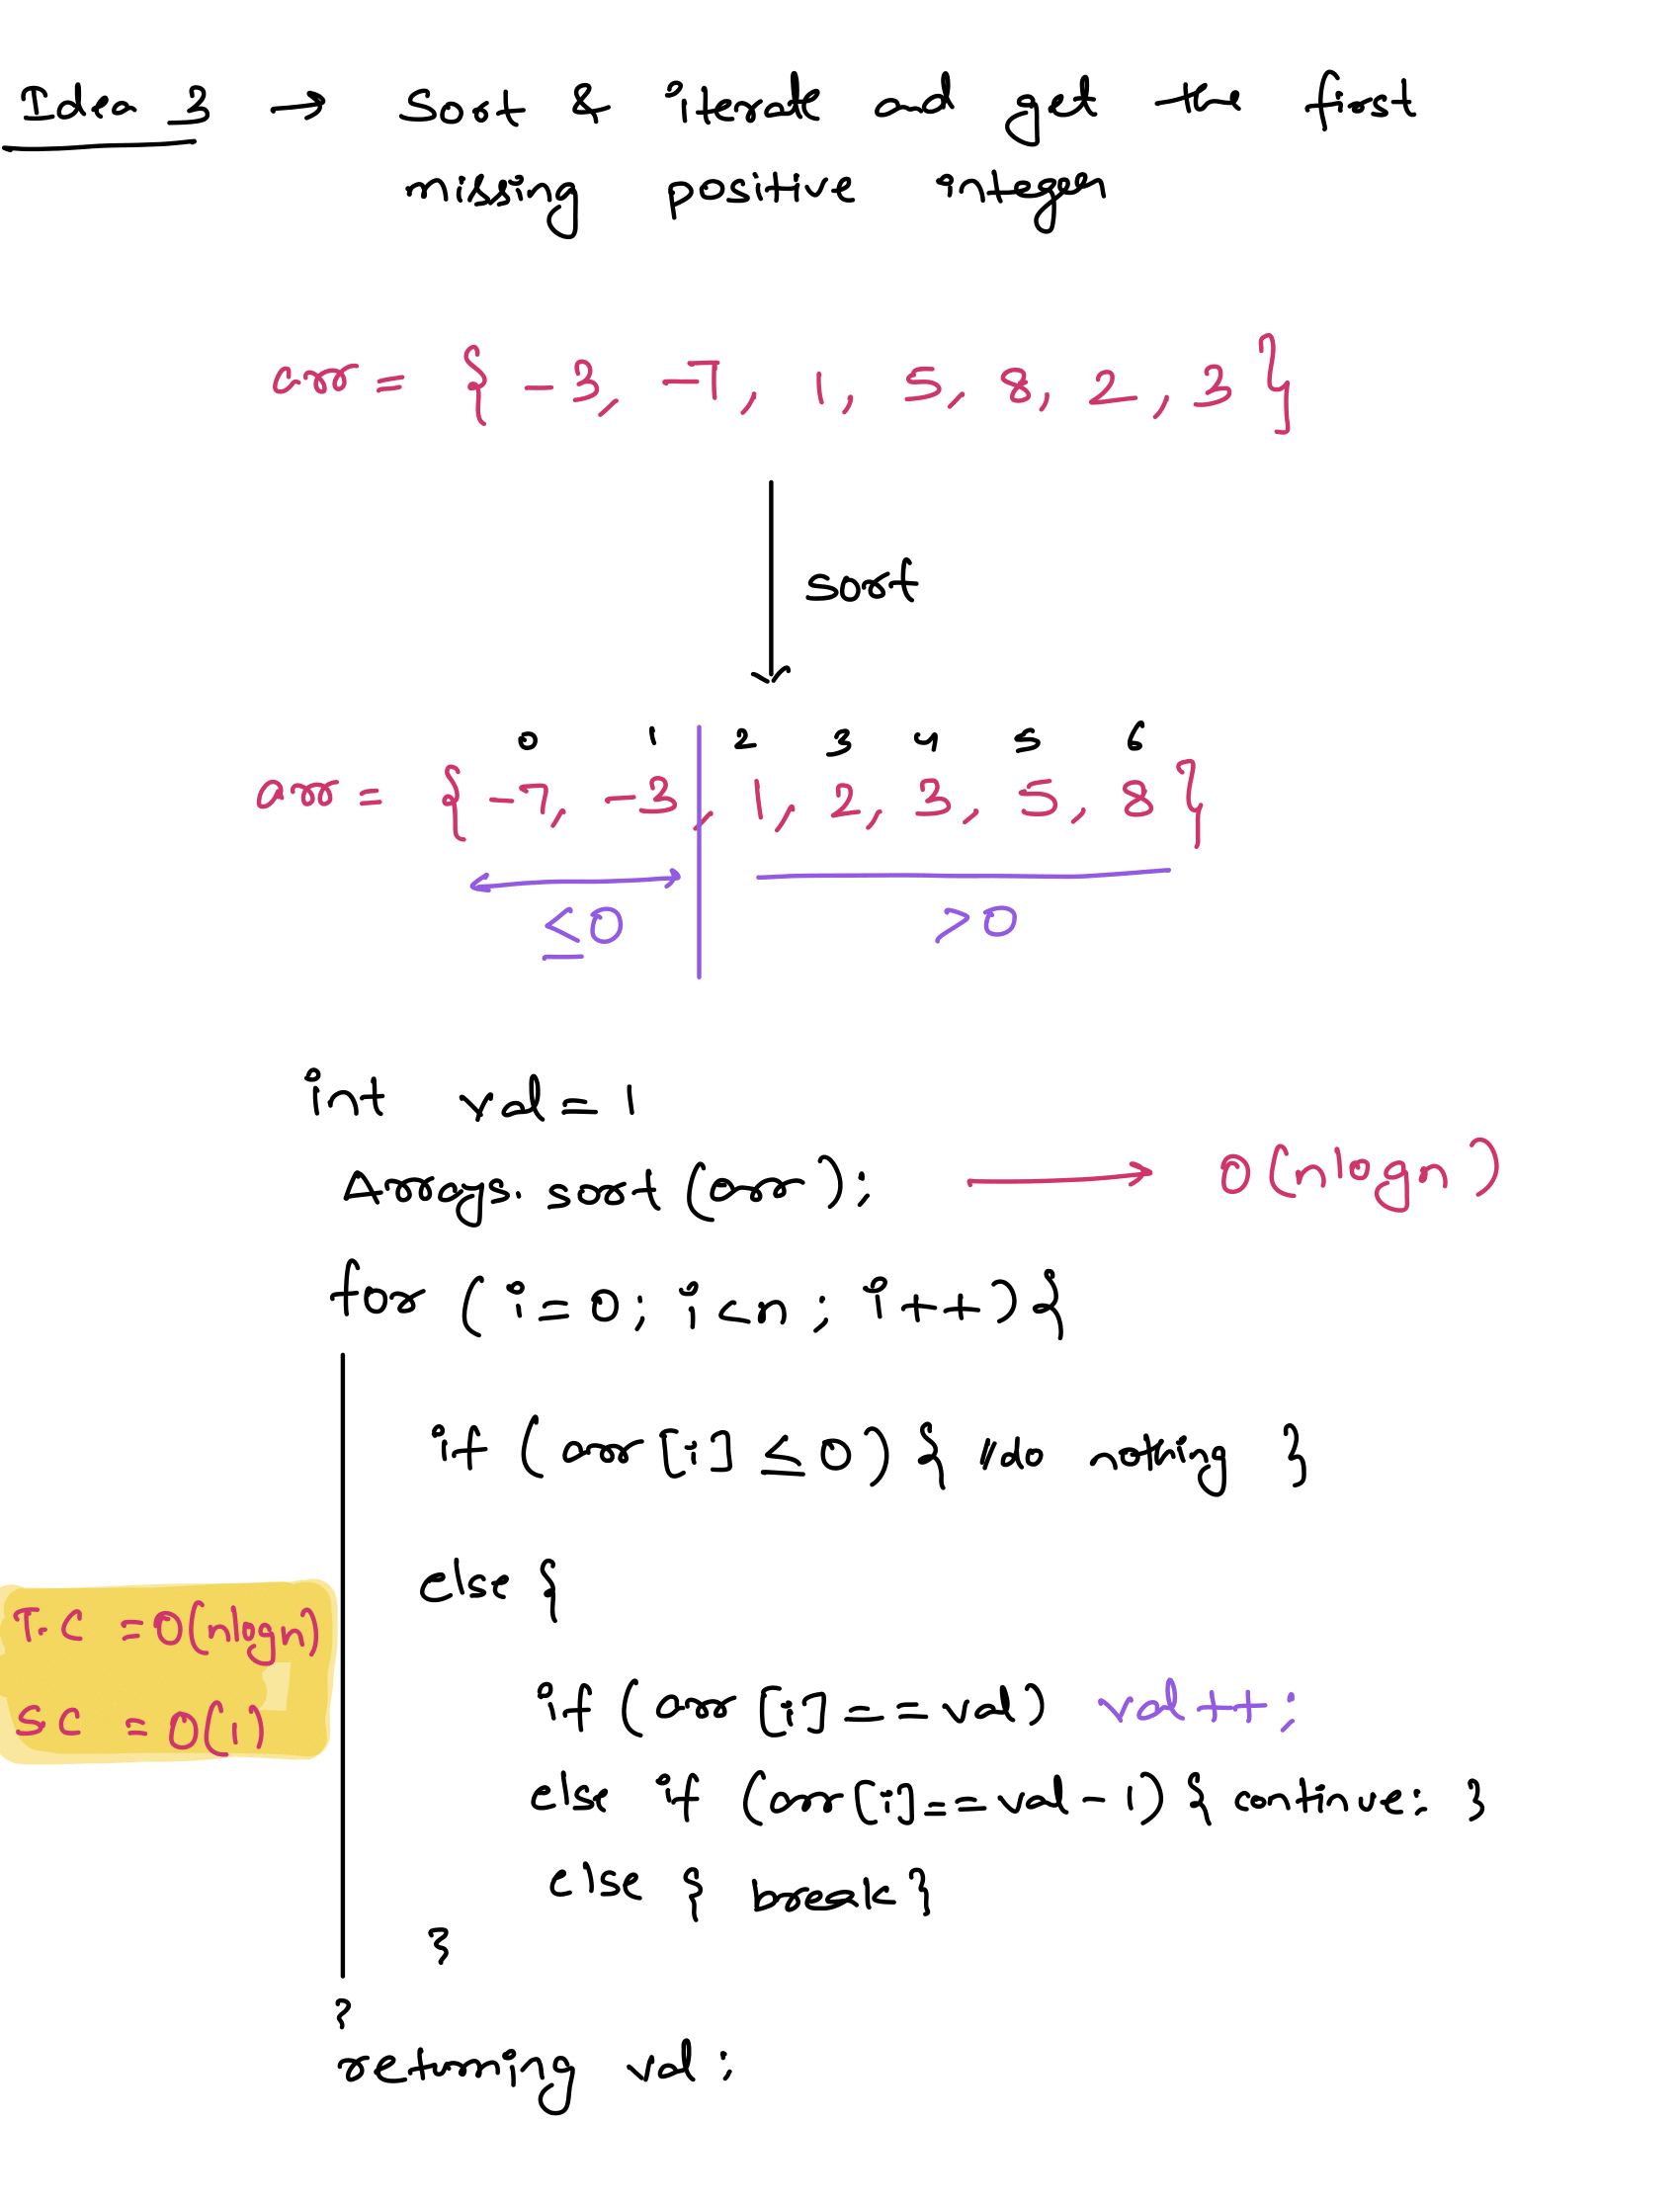 Idea 3 → Sort & iterate and get the first
missing positive integer
arr = { -3, -7, 1, 5, 8, 2, 3 }
sort
0 1 2 3 4 5 6
arr = { -7, -3, 1, 2, 3, 5, 8 }
≤0 >0
int val = 1
Arrays.sort(arr); → O(nlogn)
for (i=0; i<n; i++){
if (arr[i] ≤ 0) { //do nothing }
else {
T.C = O(nlogn)
if (arr[i] == val) val++;
S.C = O(1)
else if (arr[i]==val-1) { continue; }
else { break }
}
}
returning val;